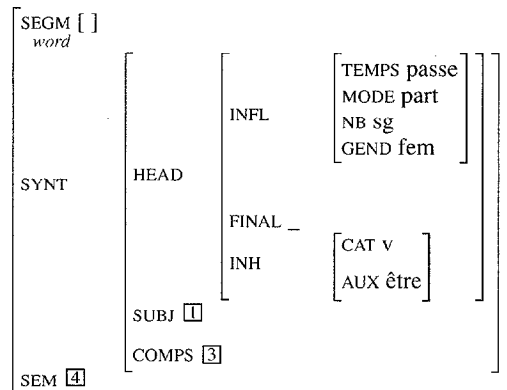 SEGM [ ]
word
TEMPS passe
MODE part
INFL
NB sg
GEND fem
SYNT
HEAD
FINAL _
INH
CAT v
AUX être
SUBJ 1
COMPS 3
SEM 4